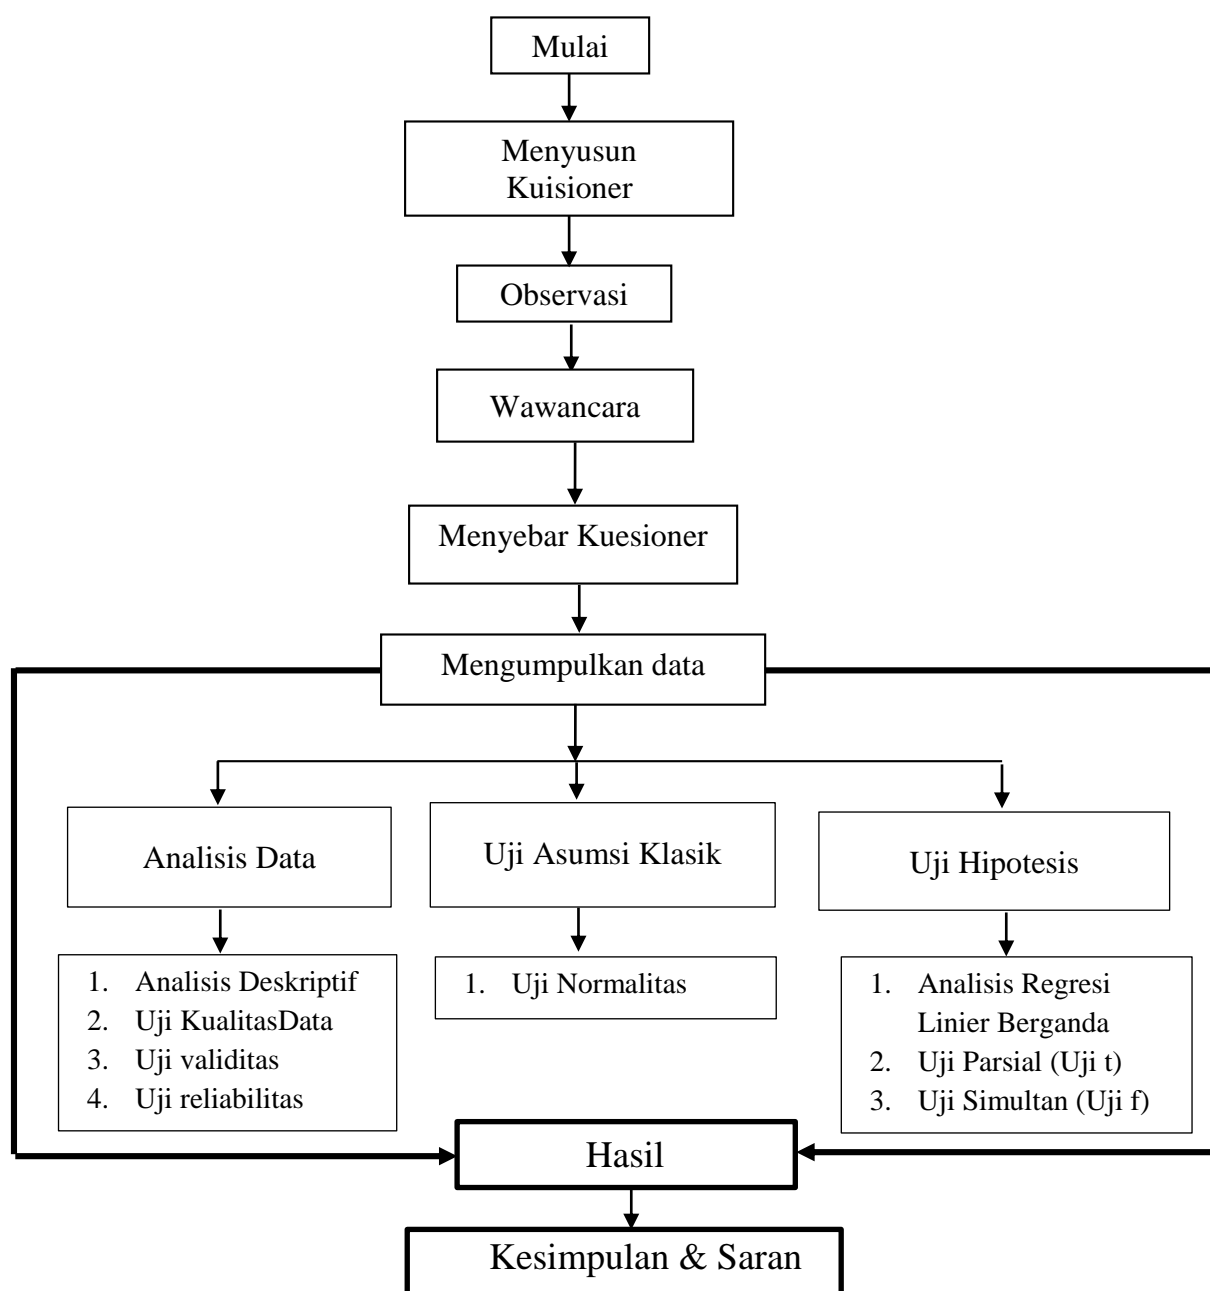 Mulai
Menyusun
Kuisioner
Observasi
Wawancara
Menyebar Kuesioner
Mengumpulkan data
Analisis Data
Uji Asumsi Klasik
Uji Hipotesis
1. Analisis Deskriptif
2. Uji KualitasData
3. Uji validitas
4. Uji reliabilitas
1. Uji Normalitas
1. Analisis Regresi
Linier Berganda
2. Uji Parsial (Uji t)
3. Uji Simultan (Uji f)
Hasil
Kesimpulan & Saran